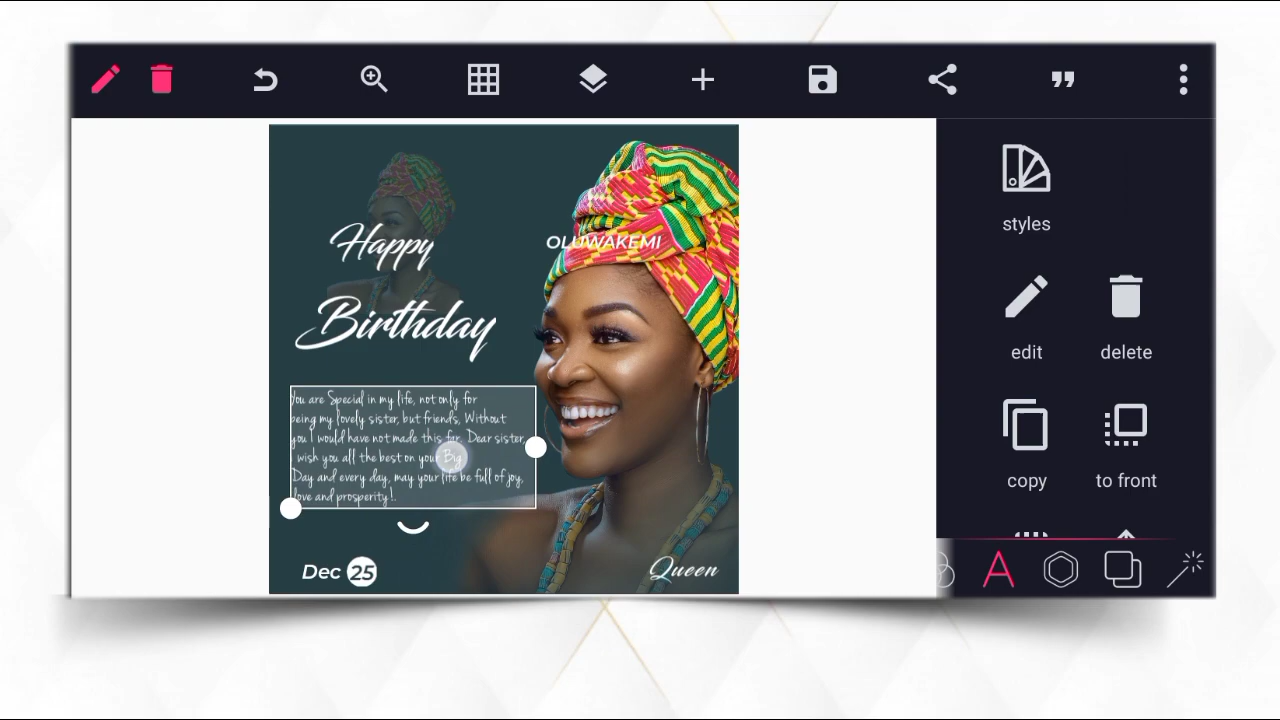 styles
Happy
OLUWAKEMI
Birthday
edit
delete
You are Special in my life, not only for
being my lovely sister, but friends, Without
you I would have not made this far. Dear sister,
I wish you all the best on your Big
Day and every day, may your life be full of joy,
love and prosperity!.
copy
to front
Dec 25
Queen